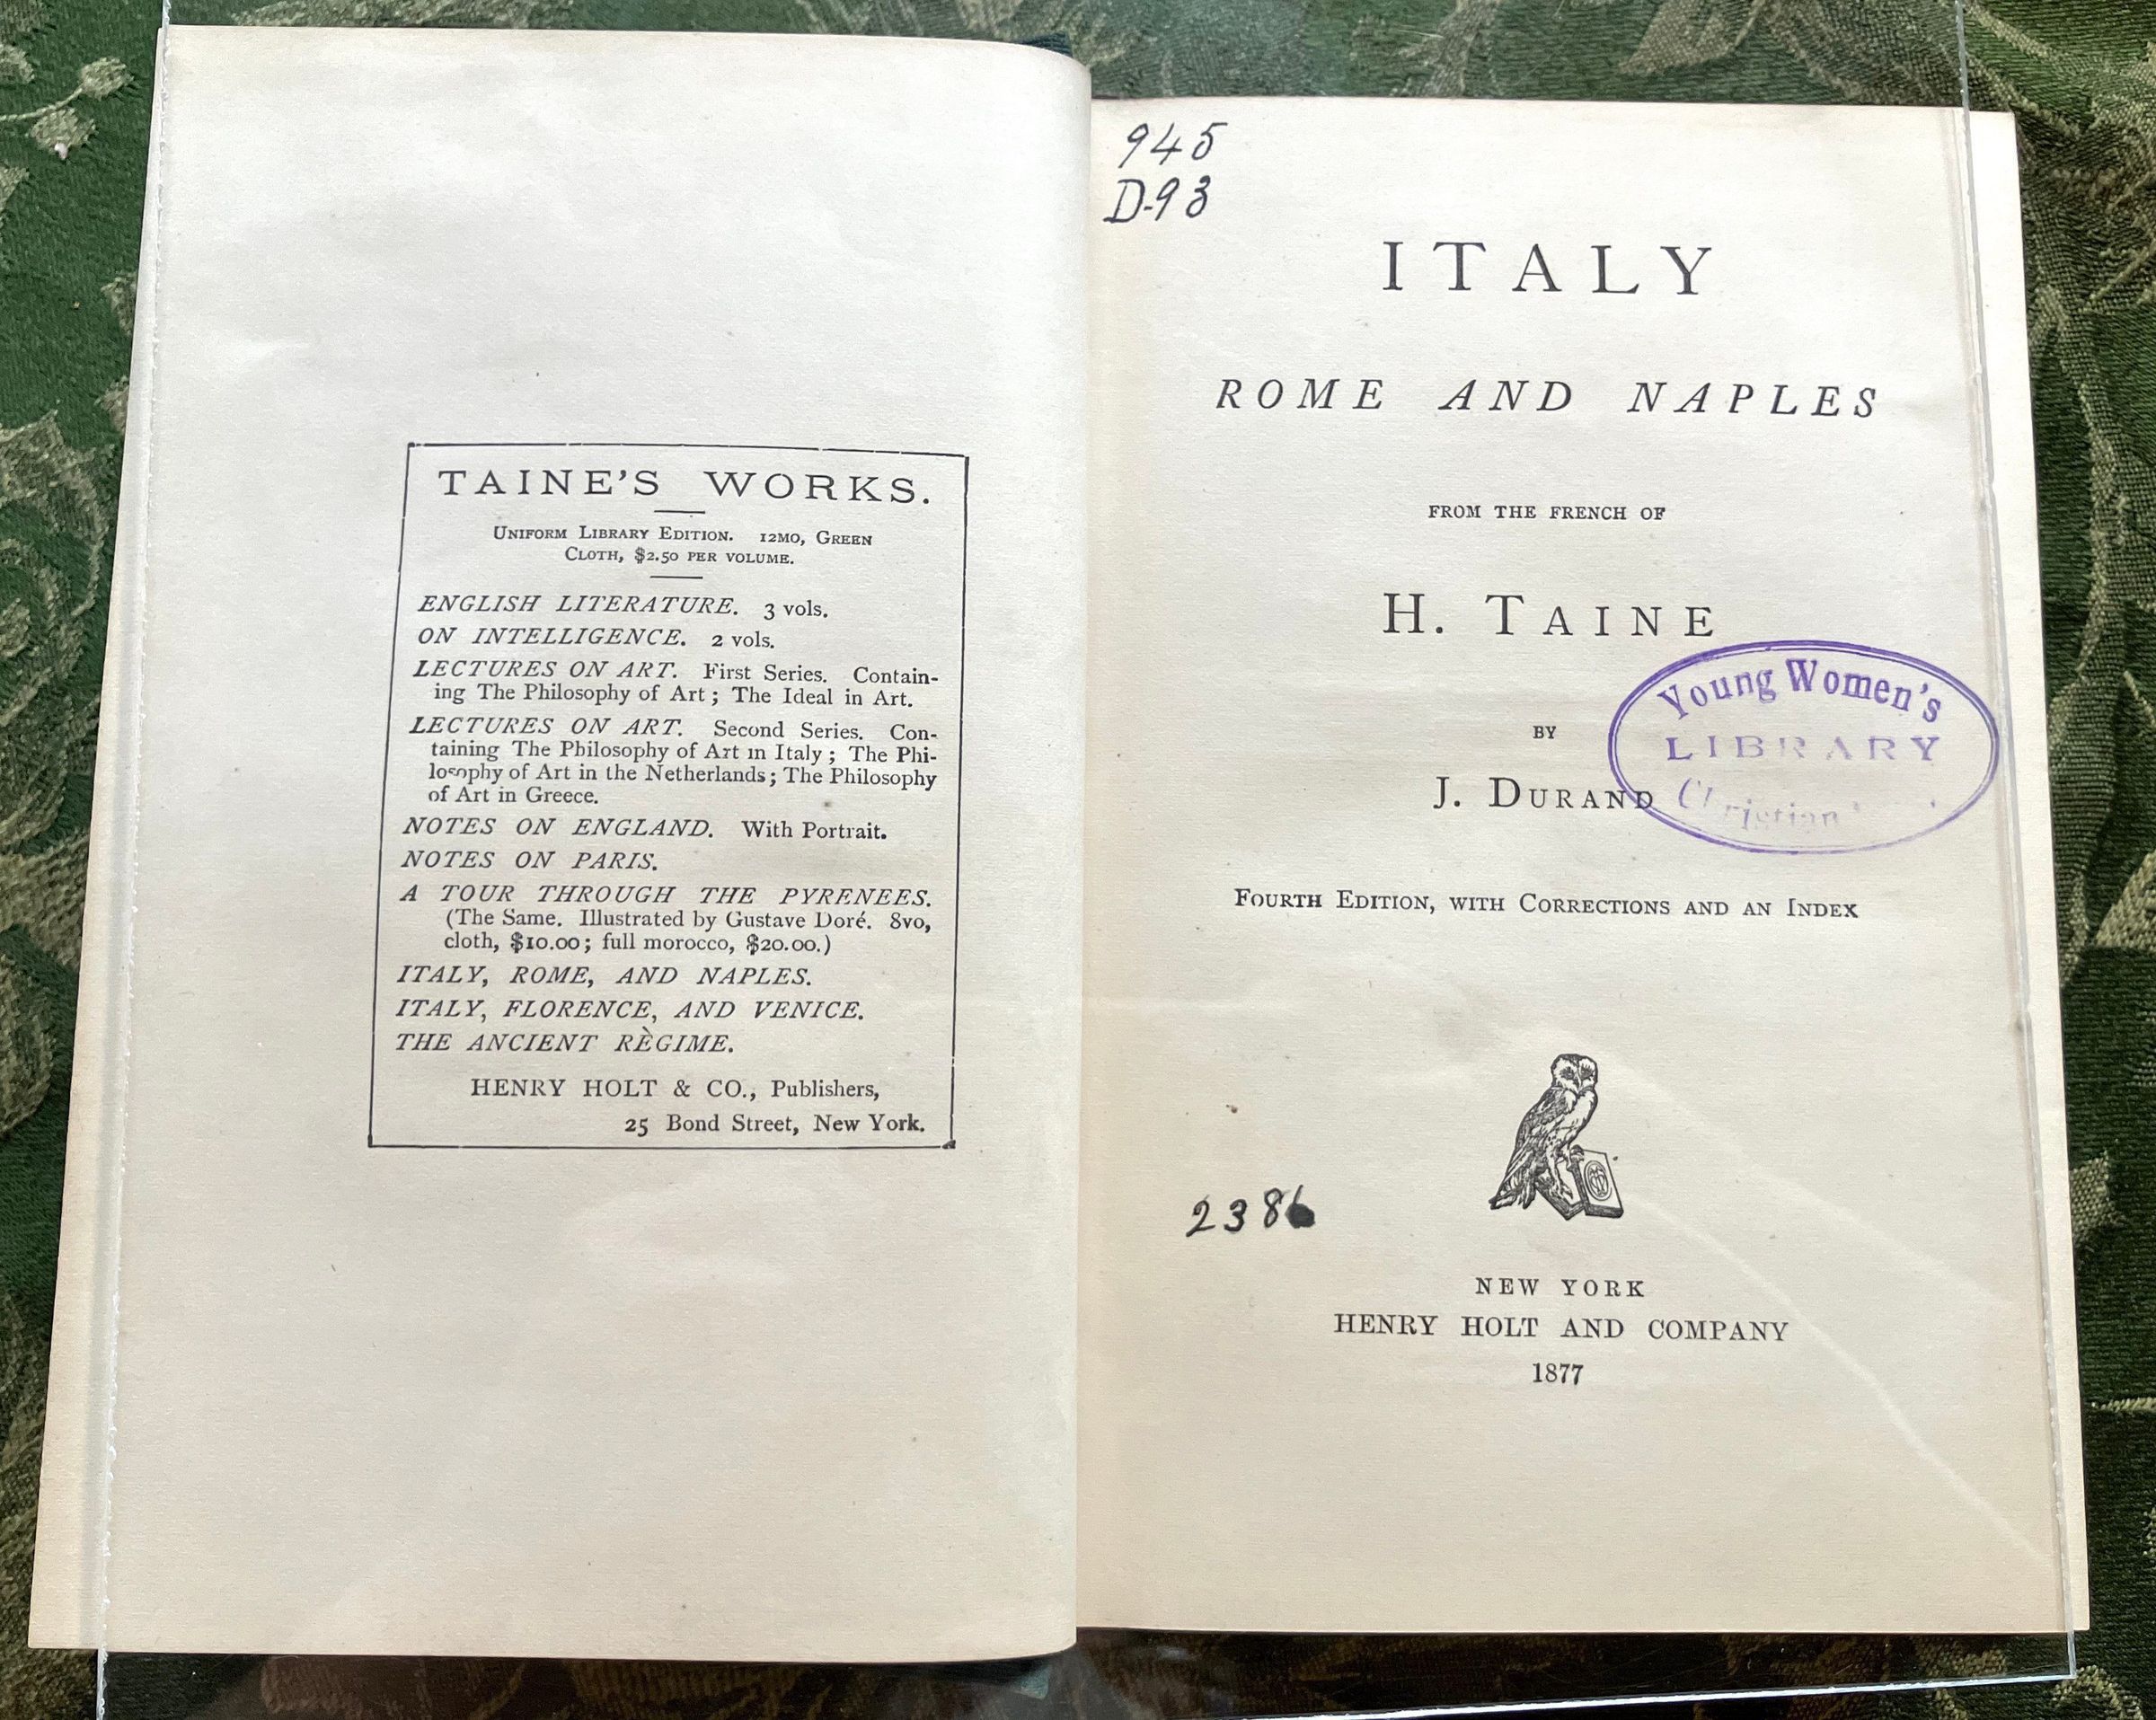 TAINE'S WORKS.
UNIFORM LIBRARY EDITION. 12MO, GREEN
CLOTH, $2.50 PER VOLUME.
ENGLISH LITERATURE. 3 vols.
ON INTELLIGENCE. 2 vols.
LECTURES ON ART. First Series. Contain-
ing The Philosophy of Art; The Ideal in Art.
LECTURES ON ART. Second Series. Con-
taining The Philosophy of Art in Italy; The Phi-
losophy of Art in the Netherlands; The Philosophy
of Art in Greece.
NOTES ON ENGLAND. With Portrait.
NOTES ON PARIS.
A TOUR THROUGH THE PYRENEES.
(The Same. Illustrated by Gustave Doré. 8vo,
cloth, $10.00; full morocco, $20.00.)
ITALY, ROME, AND NAPLES.
ITALY, FLORENCE, AND VENICE.
THE ANCIENT RÈGIME.
HENRY HOLT & CO., Publishers,
25 Bond Street, New York.
945
D-93
ITALY
ROME AND NAPLES
FROM THE FRENCH OF
H. TAINE
BY
J. DURAND
Young Women's
LIBRARY
Christian
FOURTH EDITION, WITH CORRECTIONS AND AN INDEX
2386
NEW YORK
HENRY HOLT AND COMPANY
1877